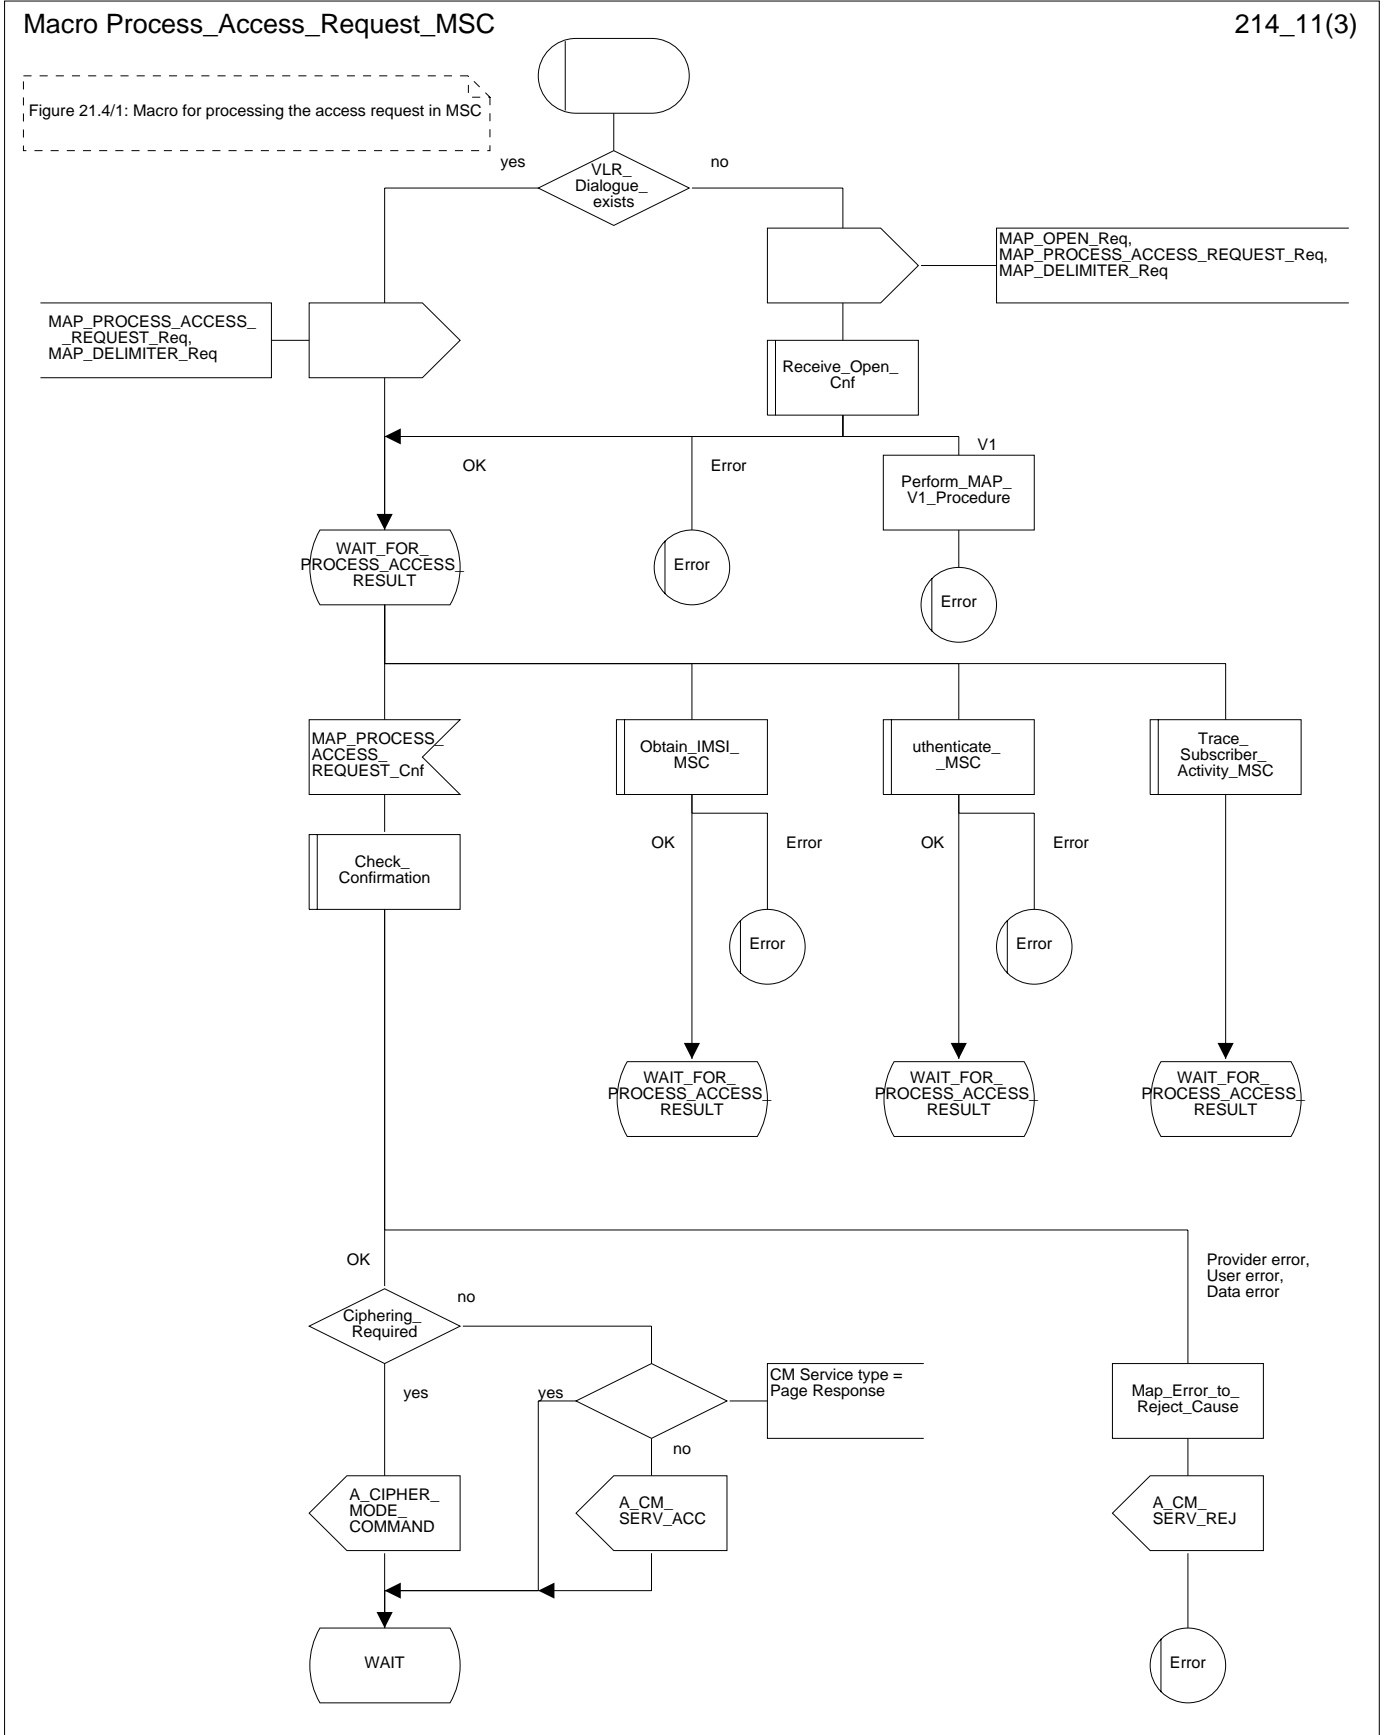 Macro Process_Access_Request_MSC
214_11(3)
Figure 21.4/1: Macro for processing the access request in MSC
yes
VLR_
Dialogue_
exists
no
MAP_OPEN_Req,
MAP_PROCESS_ACCESS_REQUEST_Req,
MAP_DELIMITER_Req
MAP_PROCESS_ACCESS_
_REQUEST_Req,
MAP_DELIMITER_Req
Receive_Open_
Cnf
OK
Error
V1
Perform_MAP_
V1_Procedure
WAIT_FOR_
PROCESS_ACCESS_
RESULT
Error
Error
MAP_PROCESS_
ACCESS_
REQUEST_Cnf
Obtain_IMSI_
MSC
uthenticate_
_MSC
Trace_
Subscriber_
Activity_MSC
Check_
Confirmation
OK
Error
OK
Error
Error
Error
WAIT_FOR_
PROCESS_ACCESS_
RESULT
WAIT_FOR_
PROCESS_ACCESS_
RESULT
WAIT_FOR_
PROCESS_ACCESS_
RESULT
OK
Provider error,
User error,
Data error
Ciphering_
Required
no
yes
yes
CM Service type =
Page Response
no
Map_Error_to_
Reject_Cause
A_CIPHER_
MODE_
COMMAND
A_CM_
SERV_ACC
A_CM_
SERV_REJ
WAIT
Error